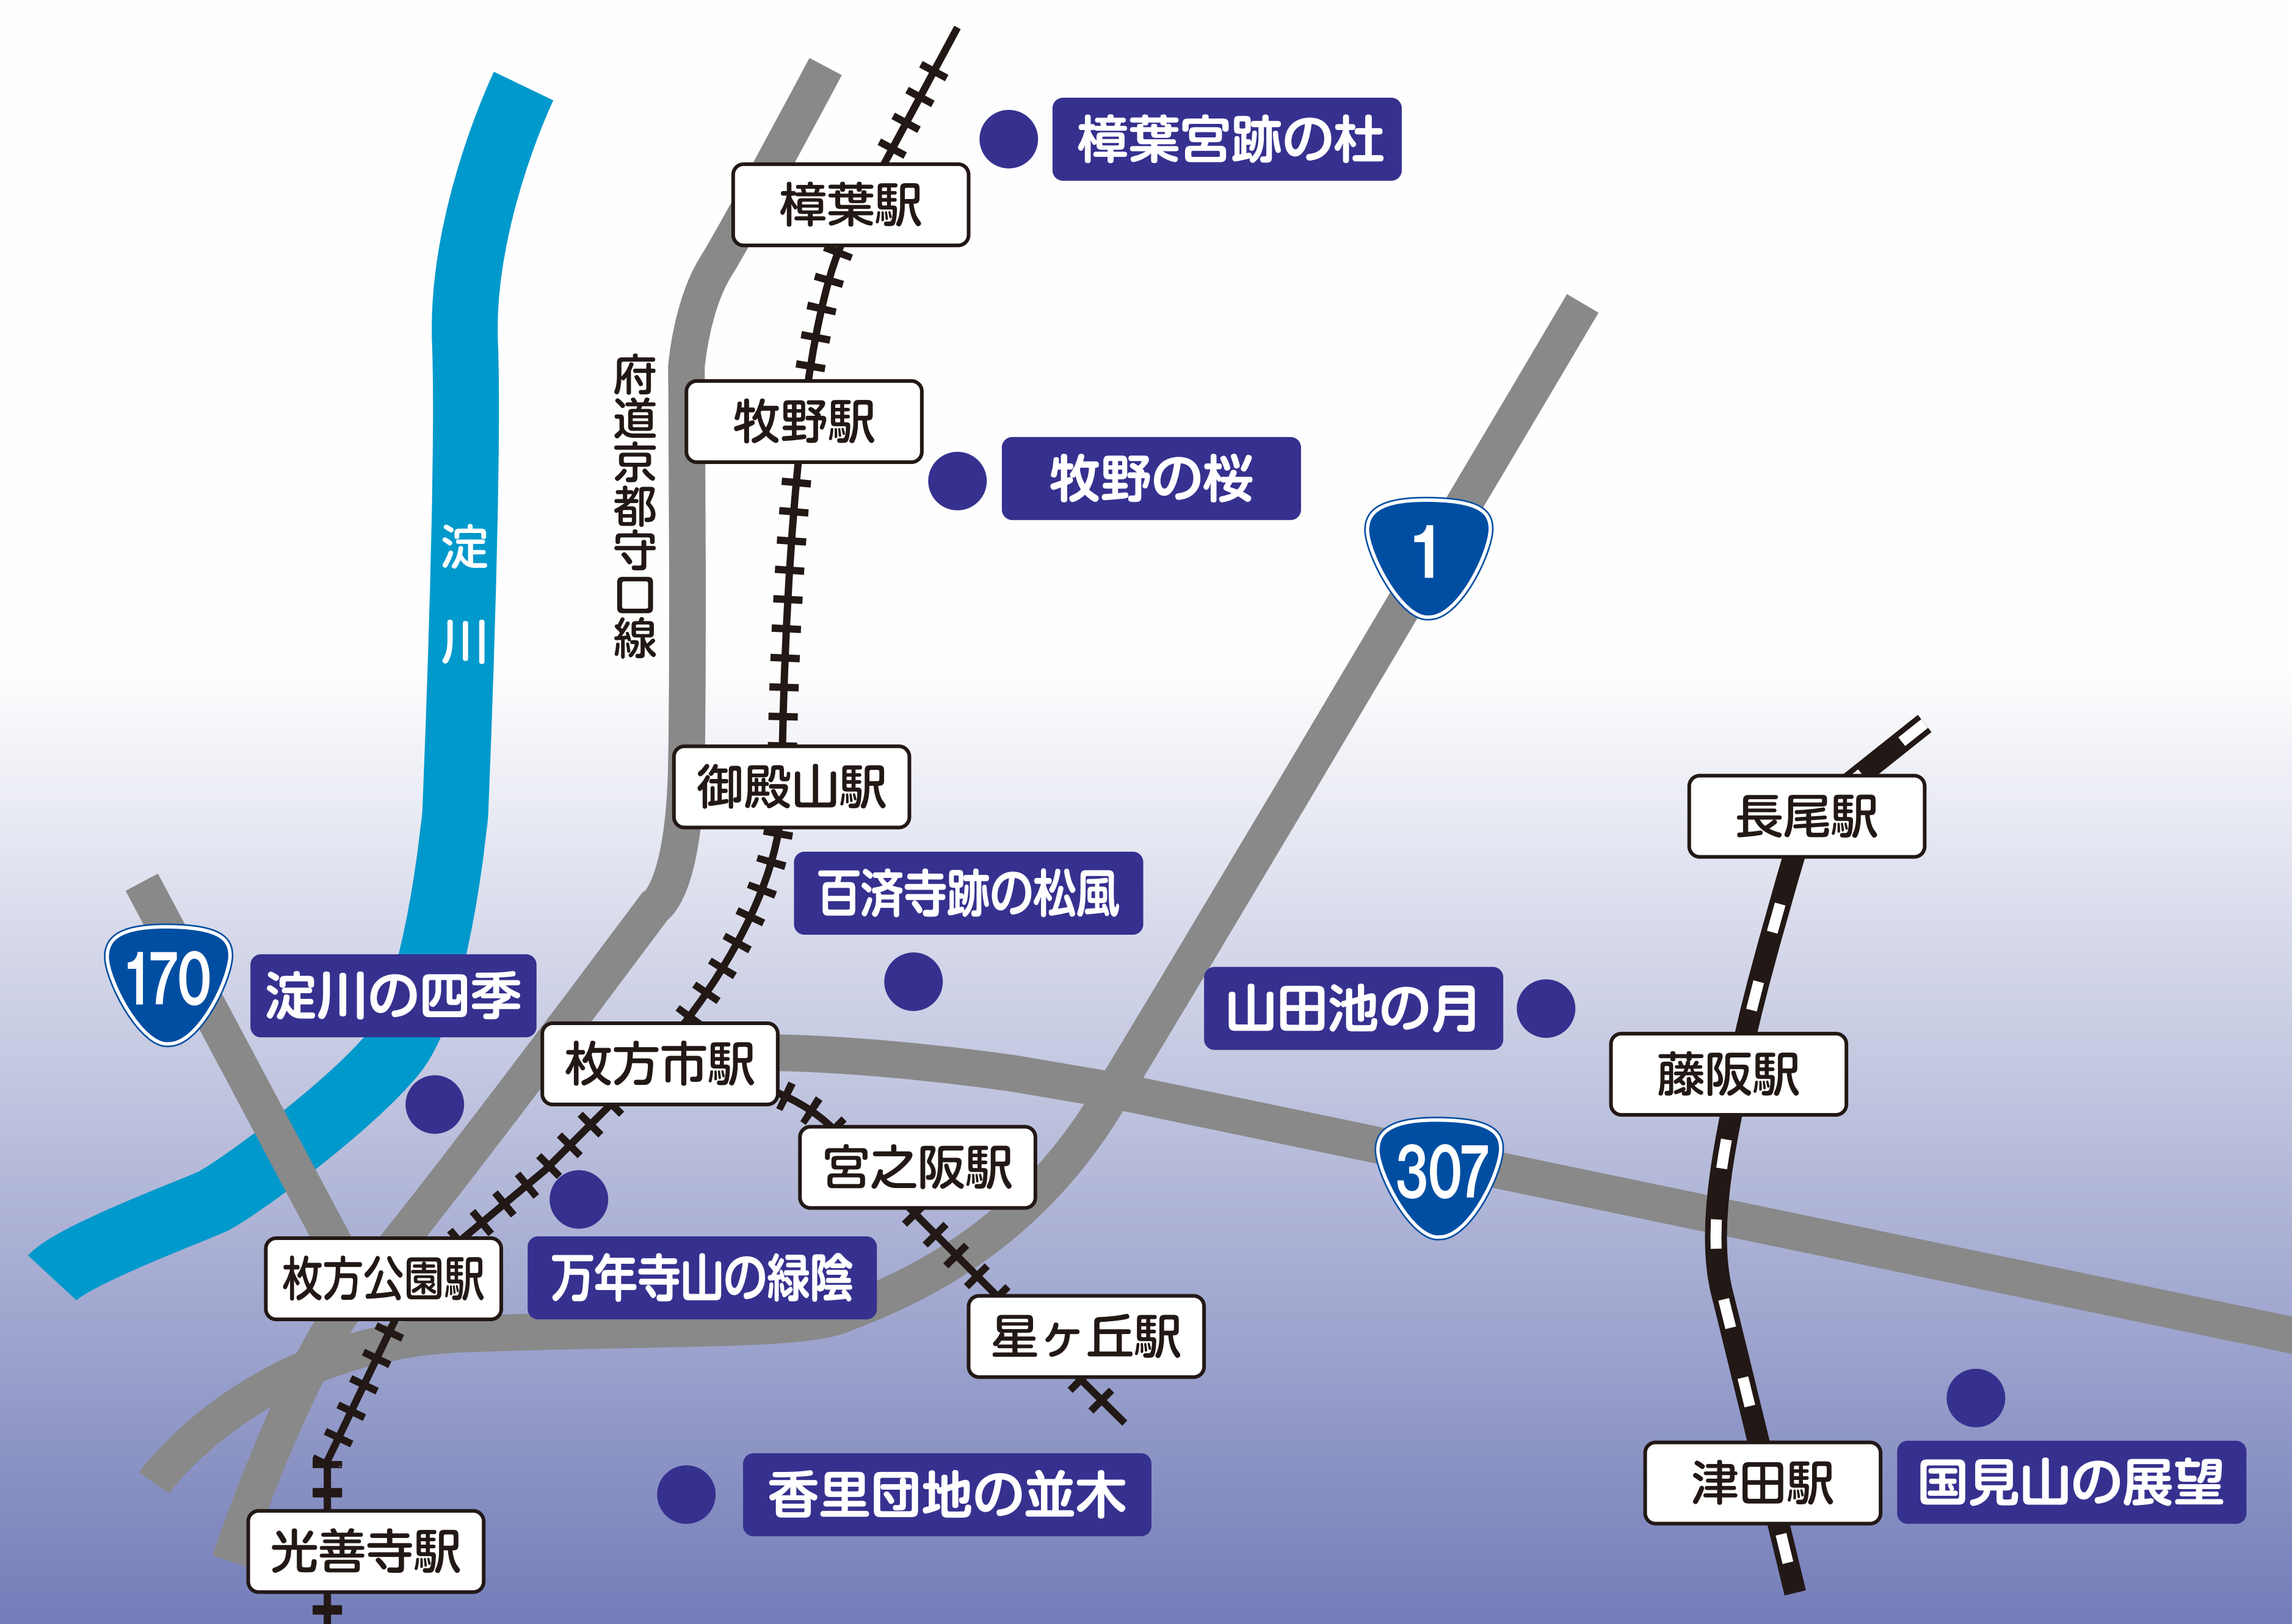 樟葉宮跡の杜
樟葉駅
府道京都守口線
牧野駅
牧野の桜
1
淀川
御殿山駅
長尾駅
百済寺跡の松風
170
淀川の四季
山田池の月
枚方市駅
藤阪駅
宮之阪駅
307
枚方公園駅
万年寺山の緑陰
星ヶ丘駅
香里団地の並木
津田駅
国見山の展望
光善寺駅